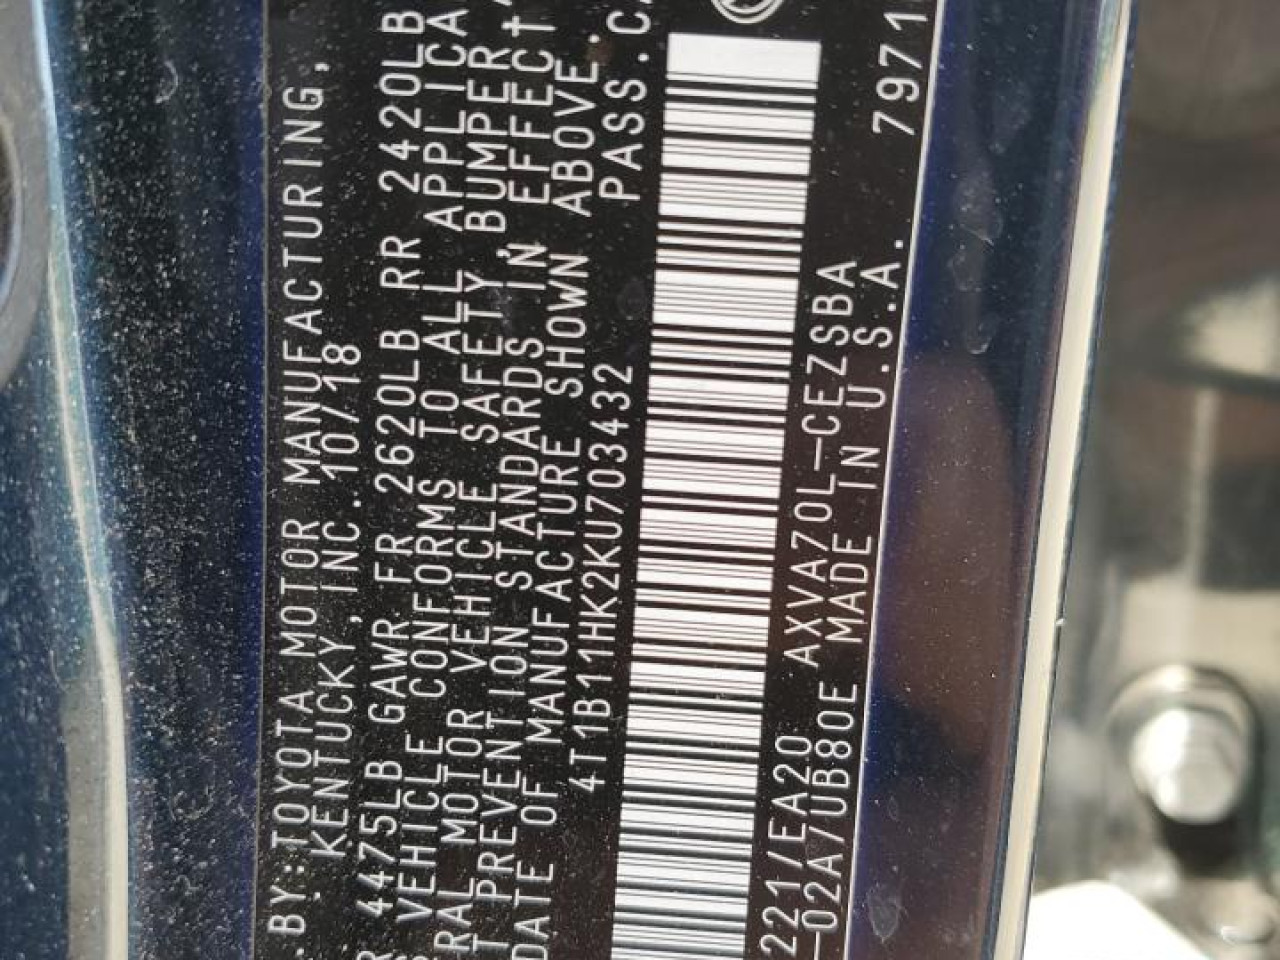 BY:TOYOTA MOTOR MANUFACTURING,
KENTUCKY, INC. 10/18
R 4475LB GAWR FR 2620LB RR 2420LB
VEHICLE CONFORMS TO ALL APPLICA
RAL MOTOR VEHICLE SAFETY, BUMPER
T PREVENTION STANDARDS IN EFFECT
DATE OF MANUFACTURE SHOWN ABOVE.
4T1B11HK2KU703432 PASS.CA
221/EA20 AXVA70L-CEZSBA
-02A/UB80E MADE IN U.S.A. 7971